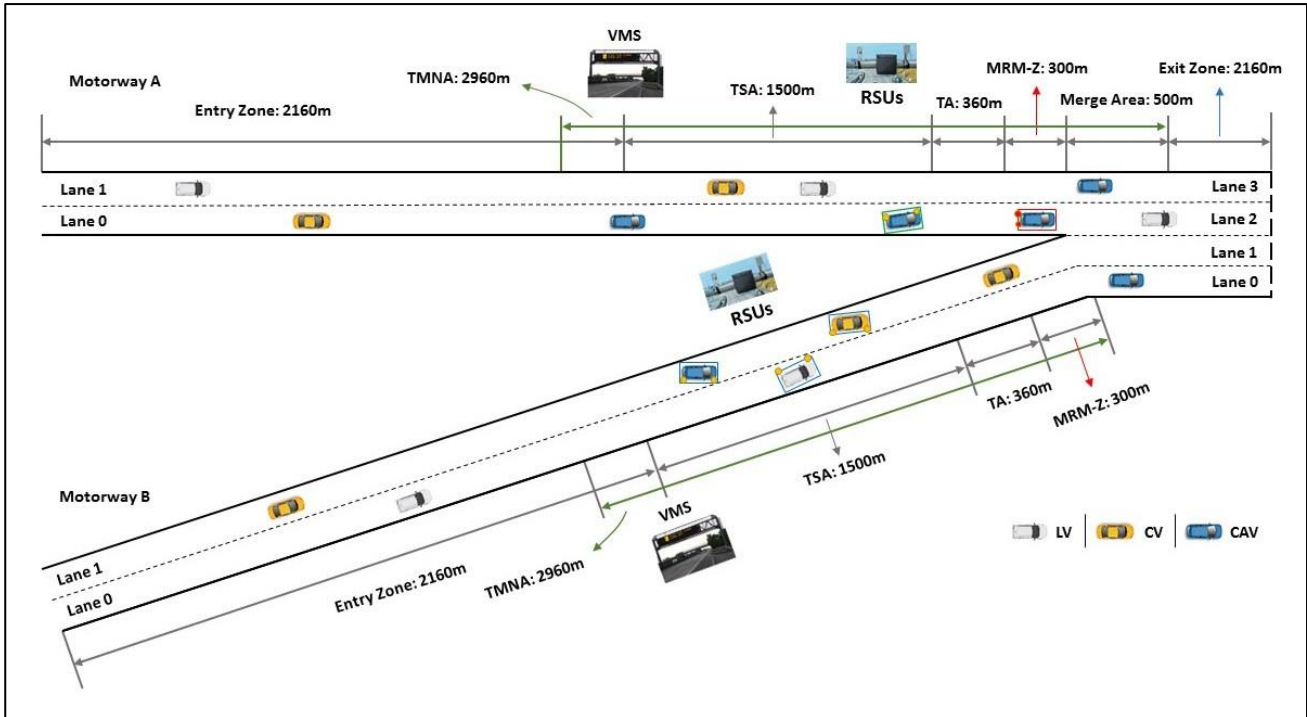 VMS
Motorway A
TMNA: 2960m
MRM-Z: 300m
Exit Zone: 2160m
TSA: 1500m
RSUs
TA: 360m
Merge Area: 500m
Entry Zone: 2160m
Lane 1
Lane 3
Lane 0
Lane 2
Lane 1
Lane 0
RSUs
TA: 360m
MRM-Z: 300m
TSA: 1500m
Motorway B
VMS
LV
CV
CAV
Lane 1
Lane 0
Entry Zone: 2160m
TMNA: 2960m